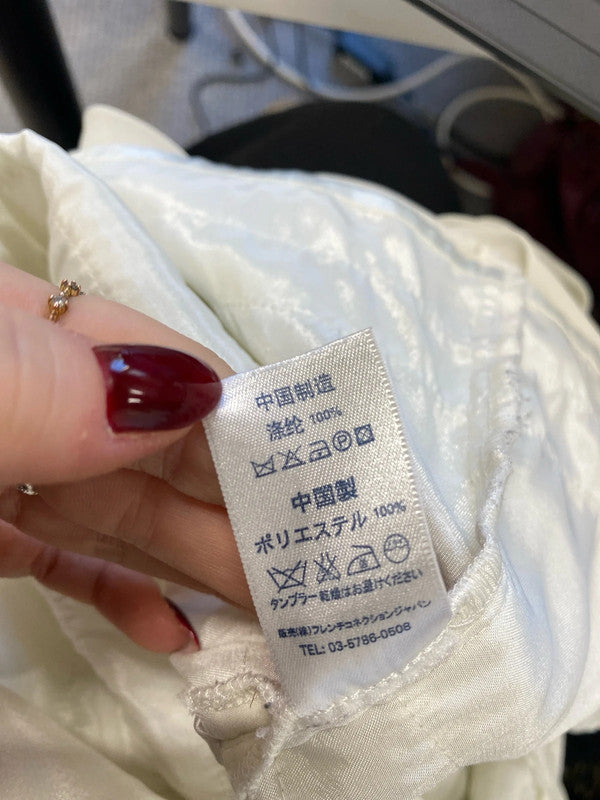 中国制造
涤纶 100%
中国製
ポリエステル 100%
タンブラー乾燥はお避けください
販売(株)フレンチコネクションジャパン
TEL: 03-5786-0508